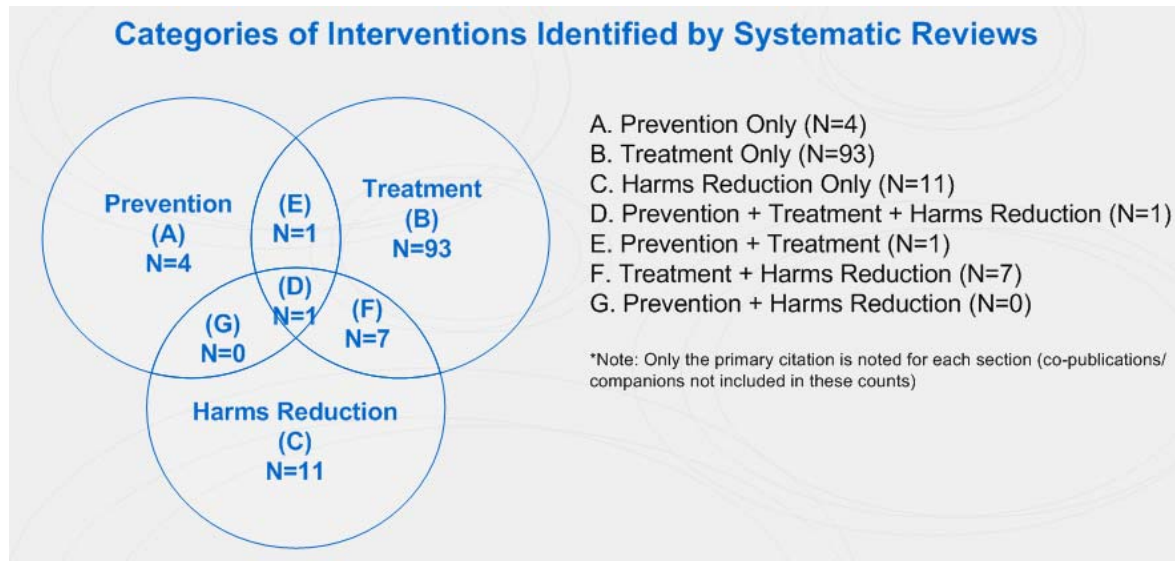 Categories of Interventions Identified by Systematic Reviews
Prevention
(A)
N=4
(E)
N=1
Treatment
(B)
N=93
(D)
N=1
(G)
N=0
(F)
N=7
Harms Reduction
(C)
N=11
A. Prevention Only (N=4)
B. Treatment Only (N=93)
C. Harms Reduction Only (N=11)
D. Prevention + Treatment + Harms Reduction (N=1)
E. Prevention + Treatment (N=1)
F. Treatment + Harms Reduction (N=7)
G. Prevention + Harms Reduction (N=0)
*Note: Only the primary citation is noted for each section (co-publications/
companions not included in these counts)